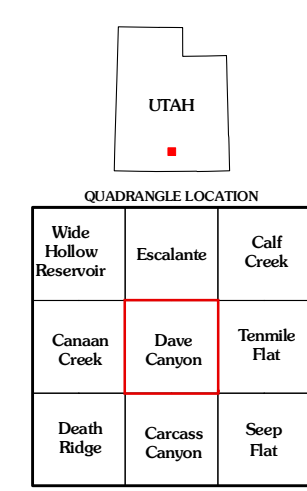 UTAH
QUADRANGLE LOCATION
Wide
Hollow
Reservoir
Escalante
Calf
Creek
Canaan
Creek
Dave
Canyon
Tenmile
Flat
Death
Ridge
Carcass
Canyon
Seep
Flat